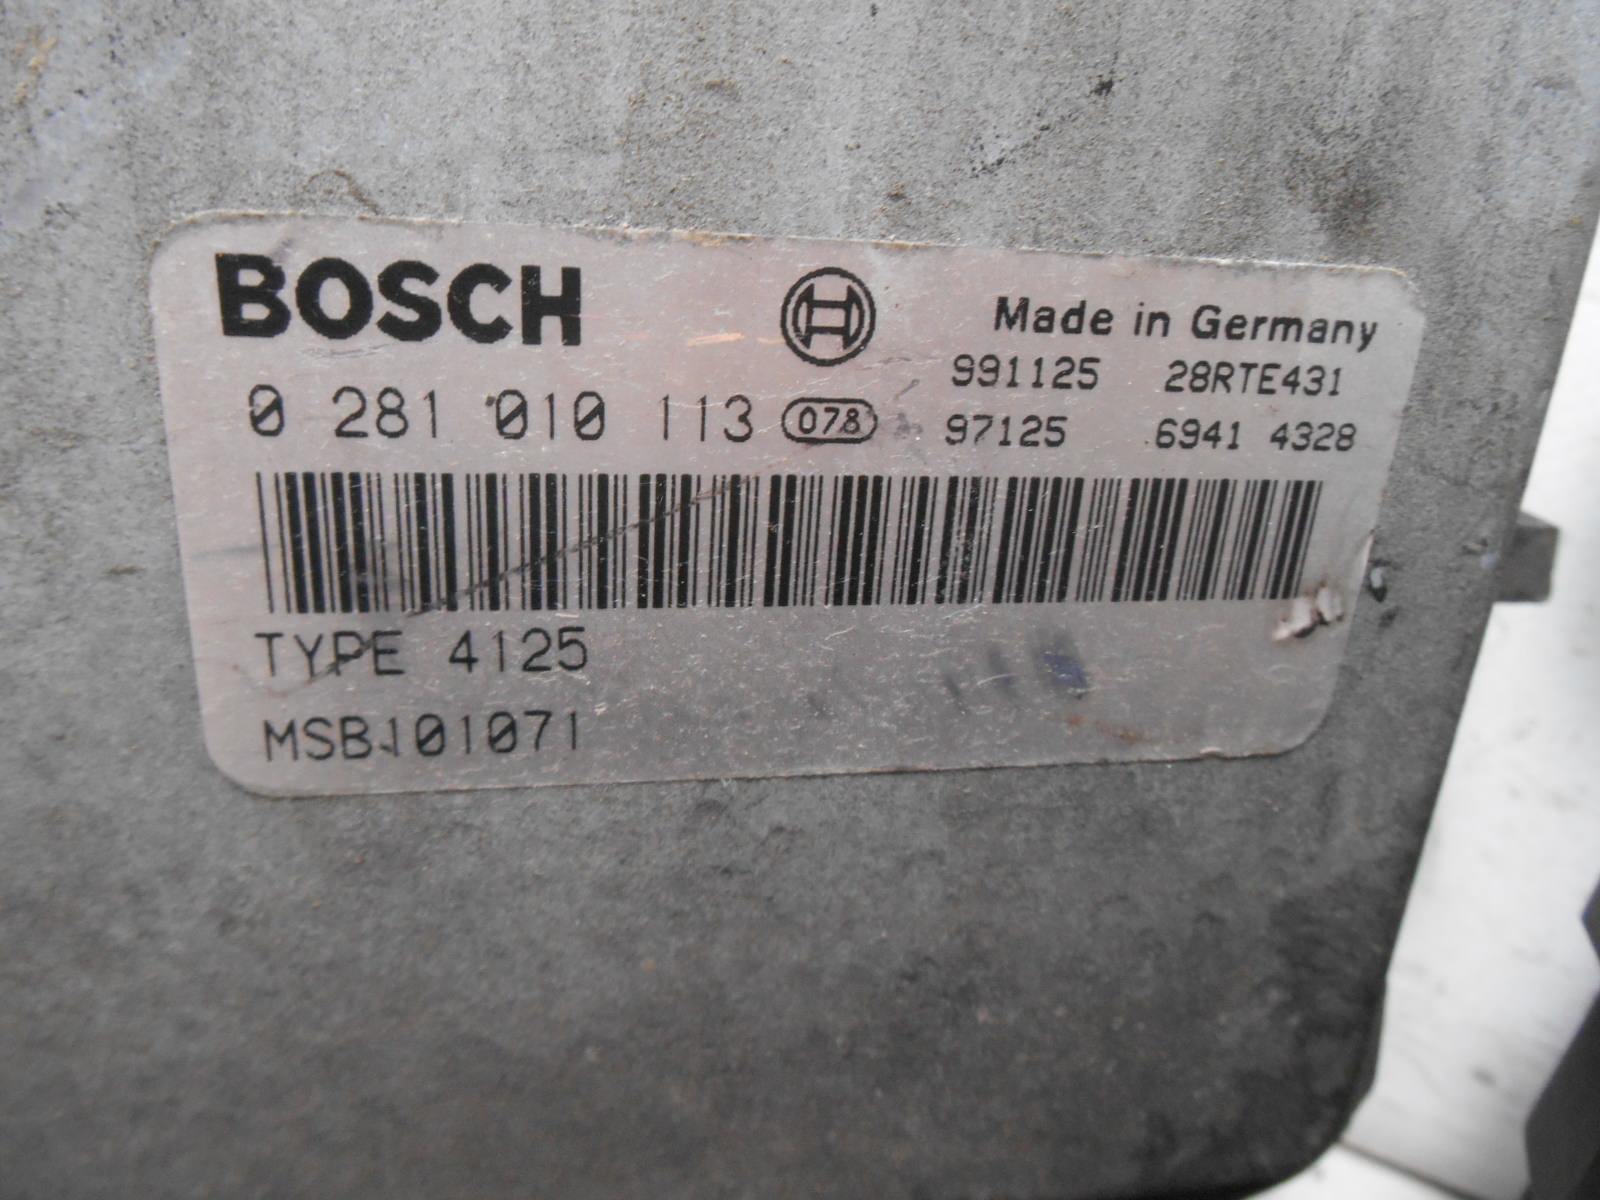 BOSCH
Made in Germany
991125 28RTE431
0 281 010 113 078 97125 6941 4328
TYPE 4125
MSB101071